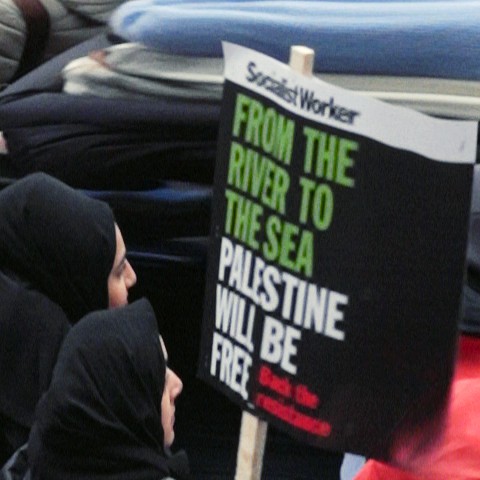 Socialist Worker
FROM THE
RIVER TO
THE SEA
PALESTINE
WILL BE
FREE
Back the
resistance